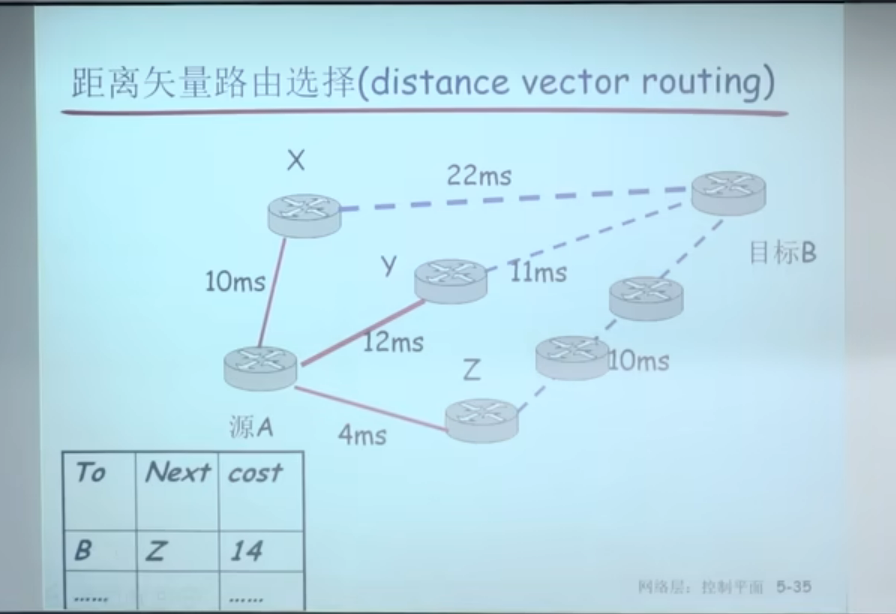 距离矢量路由选择(distance vector routing)
X
22ms
目标B
Y
11ms
10ms
12ms
Z
10ms
源A
4ms
To Next cost
B Z 14
...... ......
网络层：控制平面 5-35